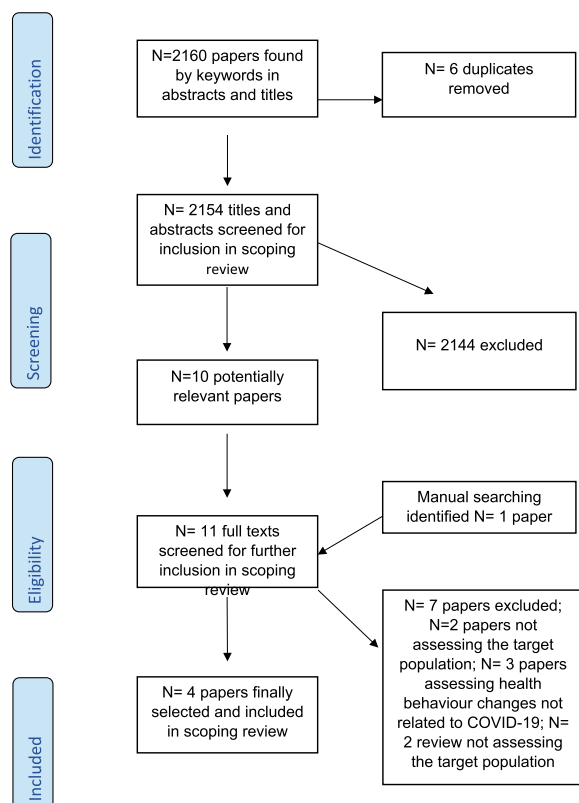 Identification
N=2160 papers found
by keywords in
abstracts and titles
N= 6 duplicates
removed
N= 2154 titles and
abstracts screened for
inclusion in scoping
review
Screening
N= 2144 excluded
N=10 potentially
relevant papers
Eligibility
Manual searching
identified N= 1 paper
N= 11 full texts
screened for further
inclusion in scoping
review
N= 7 papers excluded;
N=2 papers not
assessing the target
population; N= 3 papers
assessing health
behaviour changes not
related to COVID-19; N=
2 review not assessing
the target population
Included
N= 4 papers finally
selected and included
in scoping review